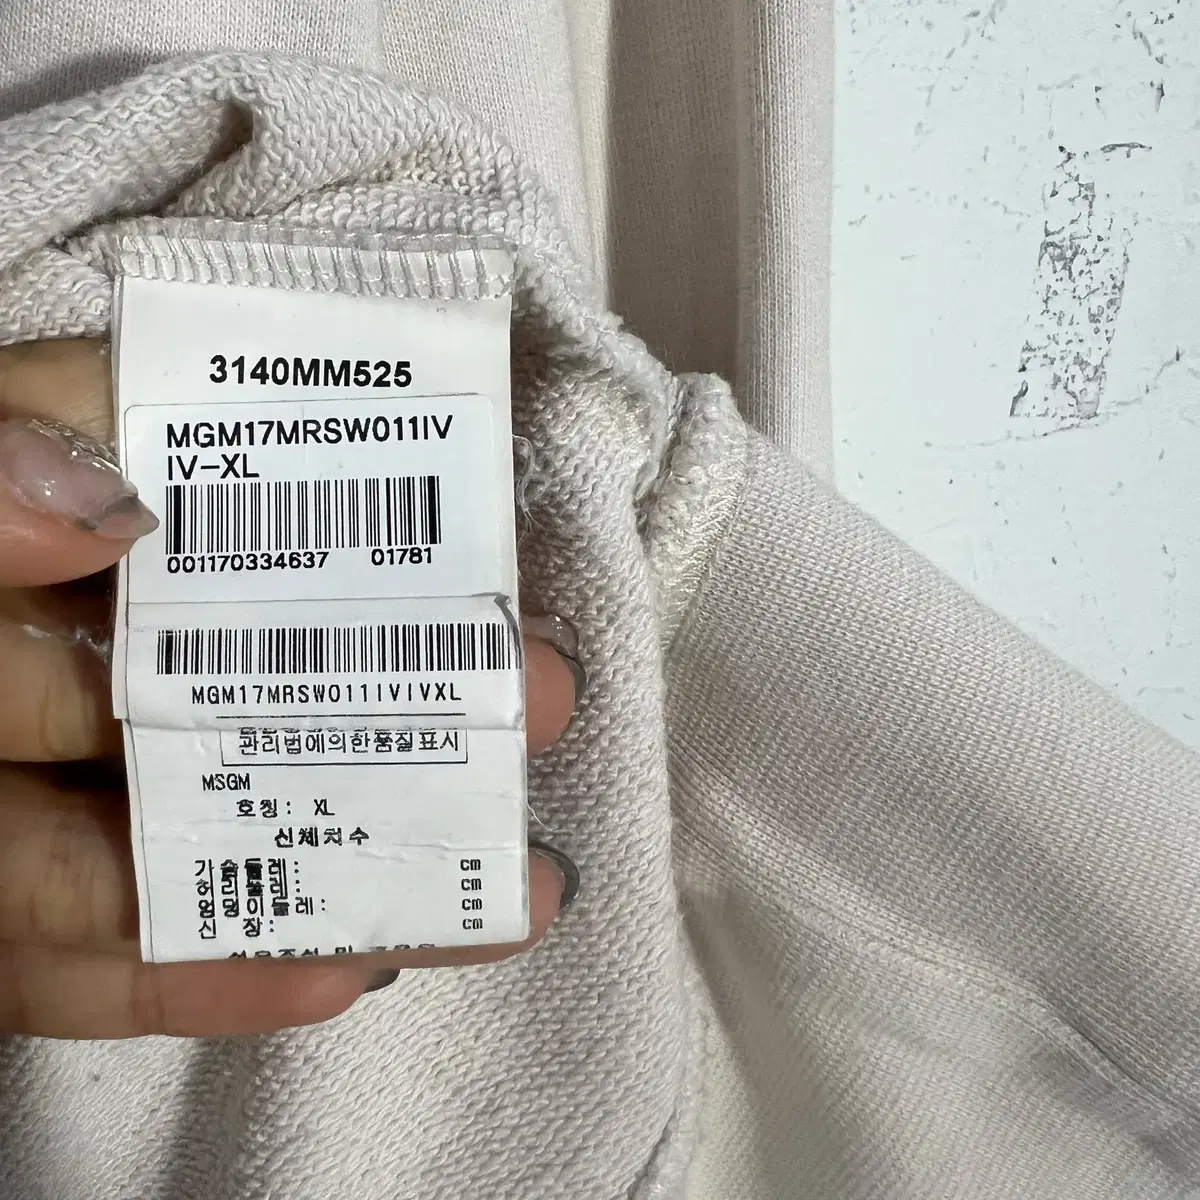 3140MM525
MGM17MRSW011IV
IV-XL
001170334637 01781
MGM17MRSW011IVIVXL
관리법에의한품질표시
MSGM
호칭: XL
신체치수
가슴둘레: cm
허리둘레: cm
엉덩이둘레: cm
신 장: cm